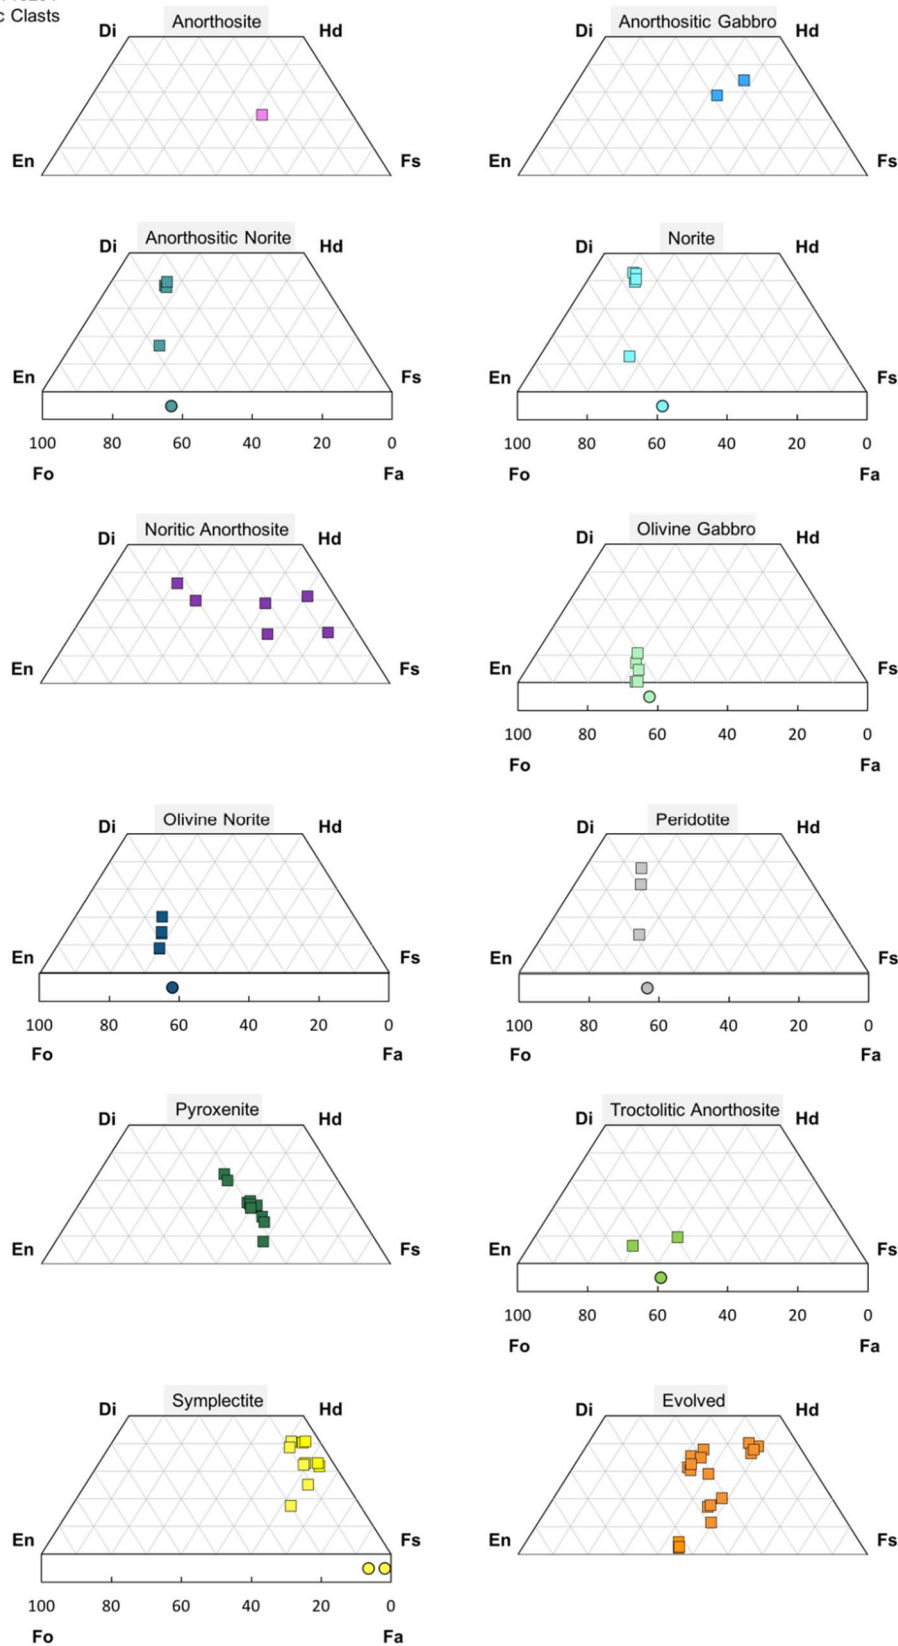 c Clasts
Anorthosite
Anorthositic Gabbro
Di Hd Di Hd
En Fs En Fs
Anorthositic Norite
Norite
Di Hd Di Hd
En Fs En Fs
100 80 60 40 20 0 100 80 60 40 20 0
Fo Fa Fo Fa
Noritic Anorthosite
Olivine Gabbro
Di Hd Di Hd
En Fs En Fs
100 80 60 40 20 0
Fo Fa
Olivine Norite
Peridotite
Di Hd Di Hd
En Fs En Fs
100 80 60 40 20 0 100 80 60 40 20 0
Fo Fa Fo Fa
Pyroxenite
Troctolitic Anorthosite
Di Hd Di Hd
En Fs En Fs
100 80 60 40 20 0
Fo Fa
Symplectite
Evolved
Di Hd Di Hd
En Fs En Fs
100 80 60 40 20 0
Fo Fa